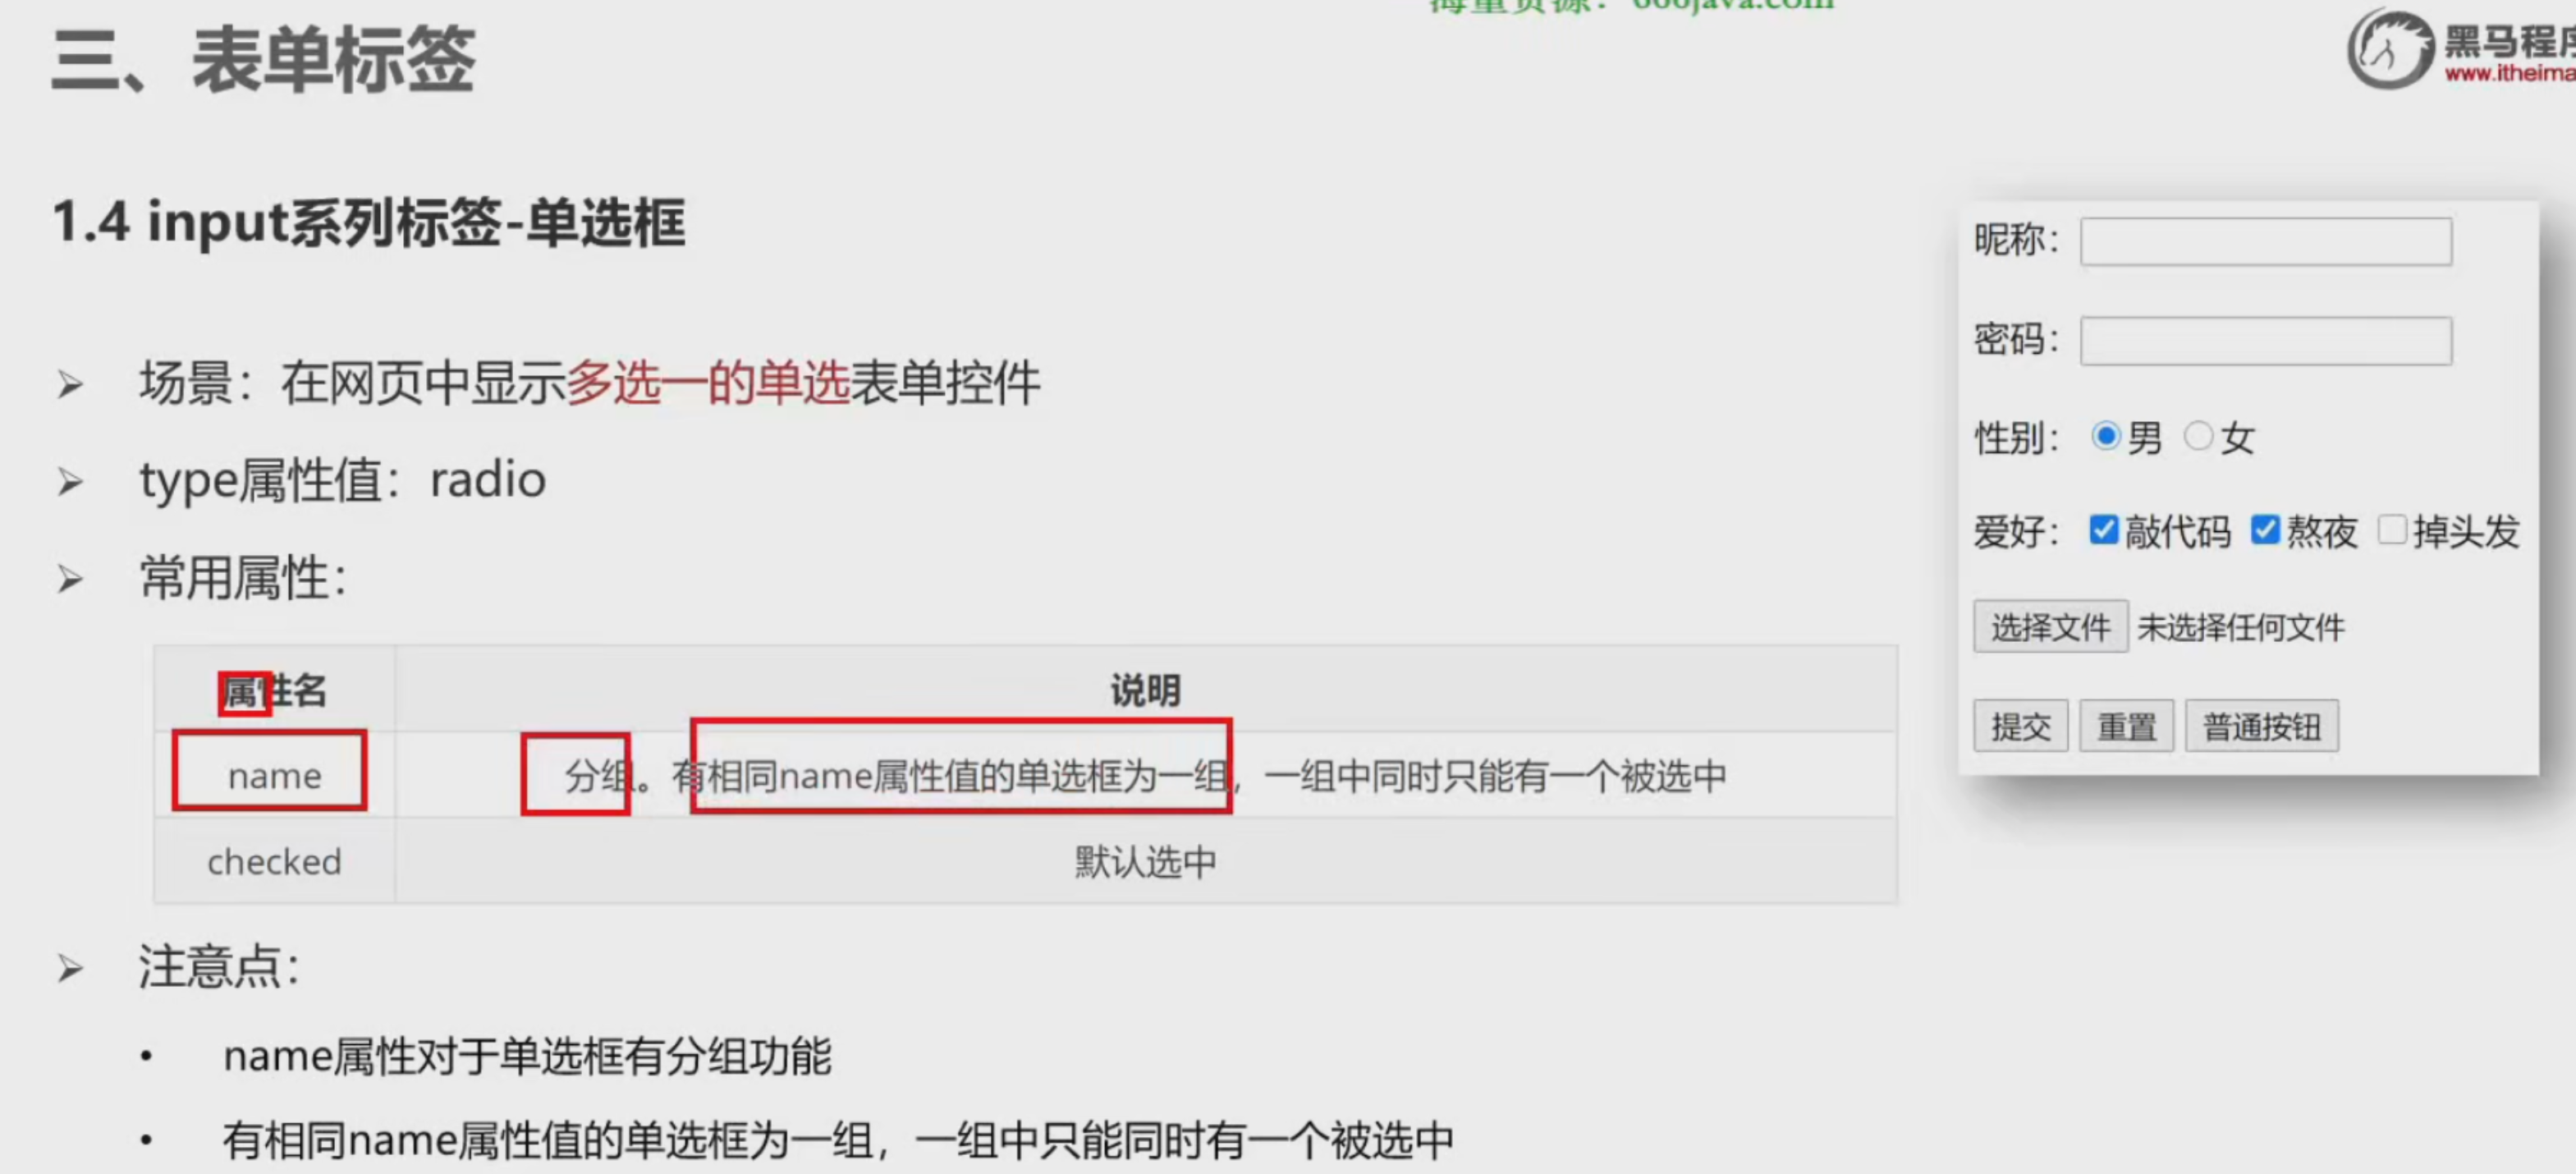 海量资源：666java.com
三、表单标签
黑马程序
www.itheima
1.4 input系列标签-单选框
场景：在网页中显示多选一的单选表单控件
type属性值：radio
常用属性：
属性名 说明
name 分组。有相同name属性值的单选框为一组，一组中同时只能有一个被选中
checked 默认选中
注意点：
• name属性对于单选框有分组功能
• 有相同name属性值的单选框为一组，一组中只能同时有一个被选中
昵称：
密码：
性别： 男 女
爱好： 敲代码 熬夜 掉头发
选择文件 未选择任何文件
提交 重置 普通按钮